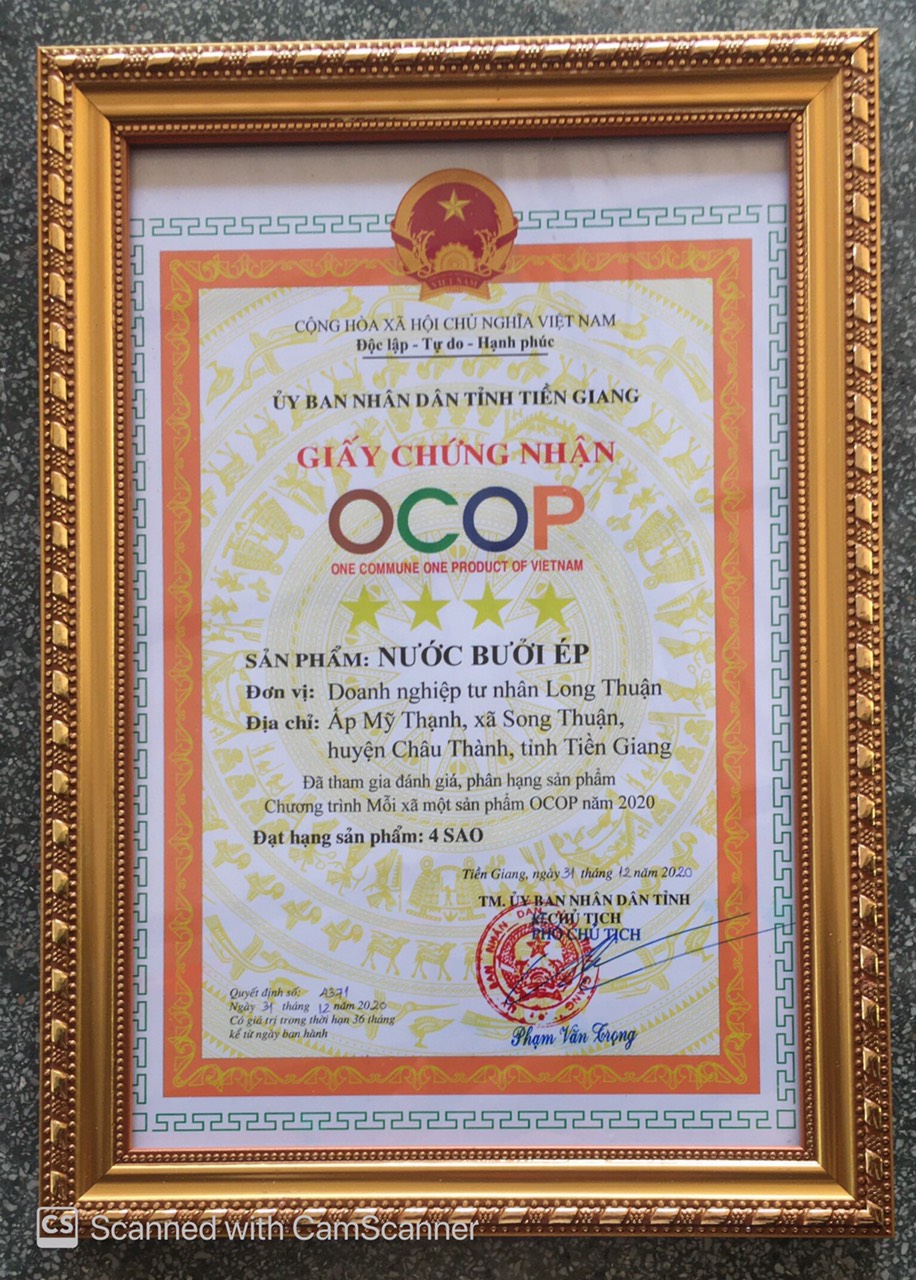 VIỆT NAM
CỘNG HÒA XÃ HỘI CHỦ NGHĨA VIỆT NAM
Độc lập - Tự do - Hạnh phúc
ỦY BAN NHÂN DÂN TỈNH TIỀN GIANG
GIẤY CHỨNG NHẬN
OCOP
ONE COMMUNE ONE PRODUCT OF VIETNAM
SẢN PHẨM: NƯỚC BƯỞI ÉP
Đơn vị: Doanh nghiệp tư nhân Long Thuận
Địa chỉ: Ấp Mỹ Thạnh, xã Song Thuận,
huyện Châu Thành, tỉnh Tiền Giang
Đã tham gia đánh giá, phân hạng sản phẩm
Chương trình Mỗi xã một sản phẩm OCOP năm 2020
Đạt hạng sản phẩm: 4 SAO
Tiền Giang, ngày 31 tháng 12 năm 2020
TM. ỦY BAN NHÂN DÂN TỈNH
KT.CHỦ TỊCH
PHÓ CHỦ TỊCH
Phạm Văn Trọng
Quyết định số:
Ngày 31 tháng 12 năm 2020
Có giá trị trong thời hạn 36 tháng
kể từ ngày ban hành
CS Scanned with CamScanner